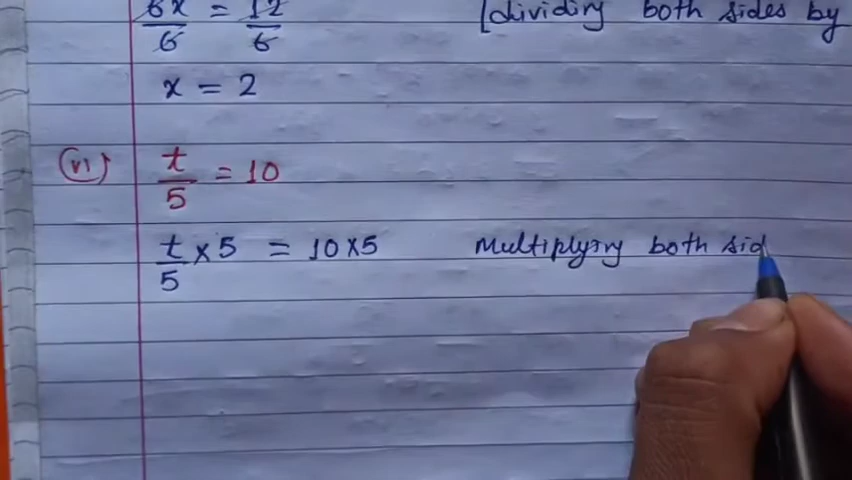 6x/6 = 12/6 [dividing both sides by
x = 2
(vi) t/5 = 10
t/5 × 5 = 10×5 Multiplying both sid